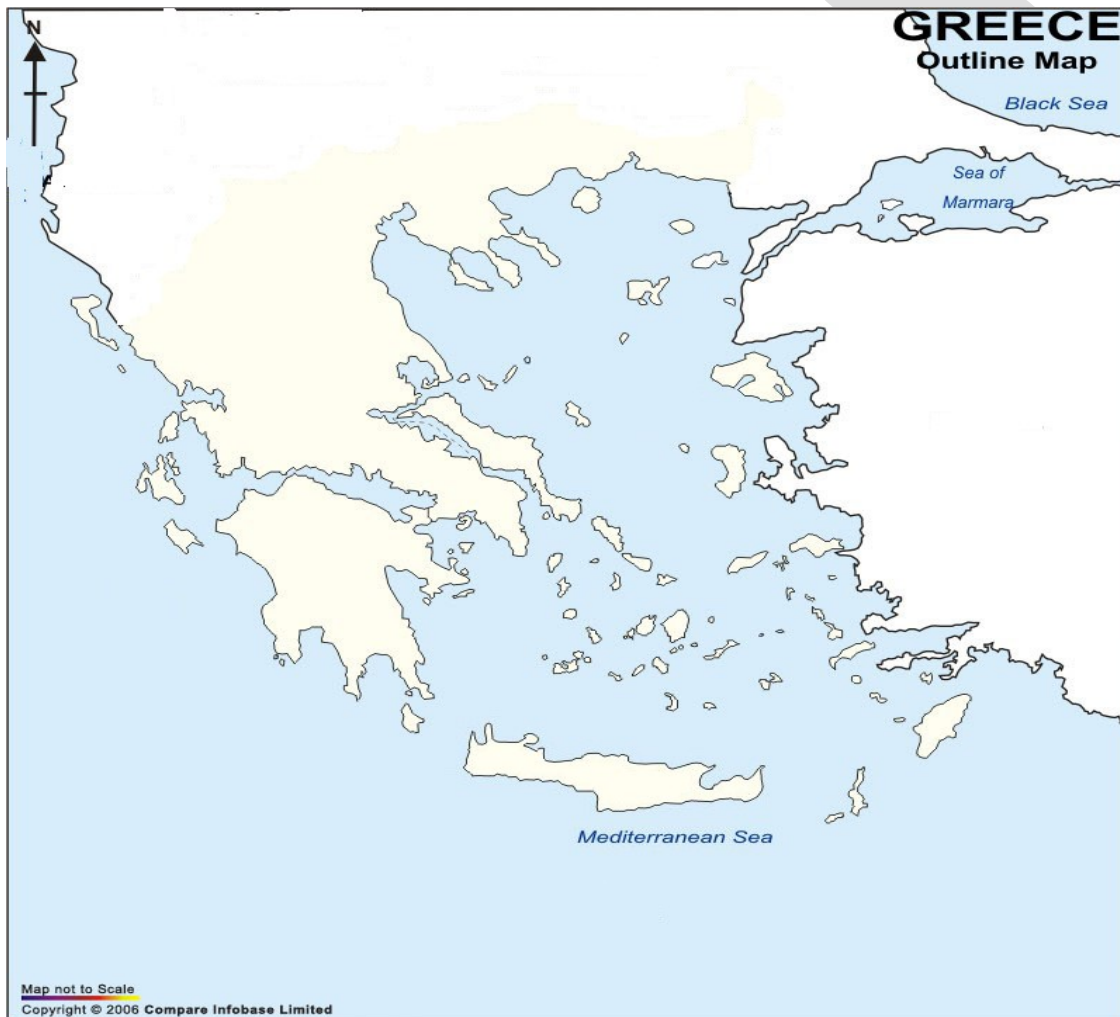 N
GREECE
Outline Map
Black Sea
Sea of
Marmara
Mediterranean Sea
Map not to Scale
Copyright © 2006 Compare Infobase Limited